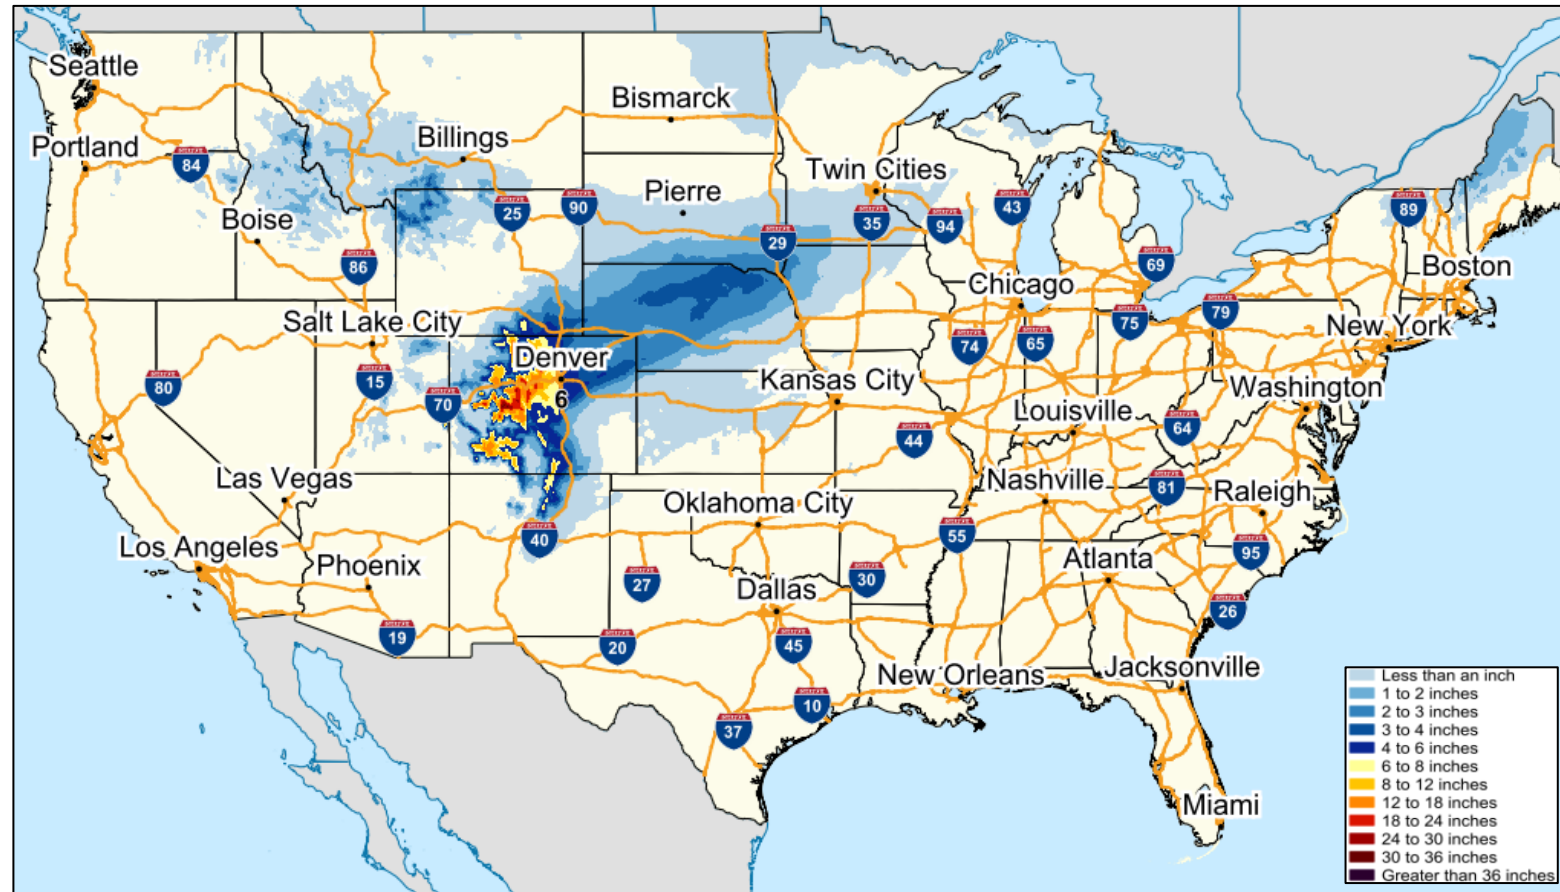 Seattle
Bismarck
Portland
Billings
84
Twin Cities
Pierre
25
90
43
89
Boise
35
94
29
86
69
Boston
Chicago
Salt Lake City
79
75
New York
74
65
Denver
80
15
Kansas City
Washington
70
6
Louisville
64
44
Las Vegas
Nashville
81
Raleigh
Oklahoma City
40
55
Los Angeles
95
Phoenix
Atlanta
27
30
Dallas
26
19
20
45
New Orleans
Jacksonville
10
37
Miami
Less than an inch
1 to 2 inches
2 to 3 inches
3 to 4 inches
4 to 6 inches
6 to 8 inches
8 to 12 inches
12 to 18 inches
18 to 24 inches
24 to 30 inches
30 to 36 inches
Greater than 36 inches